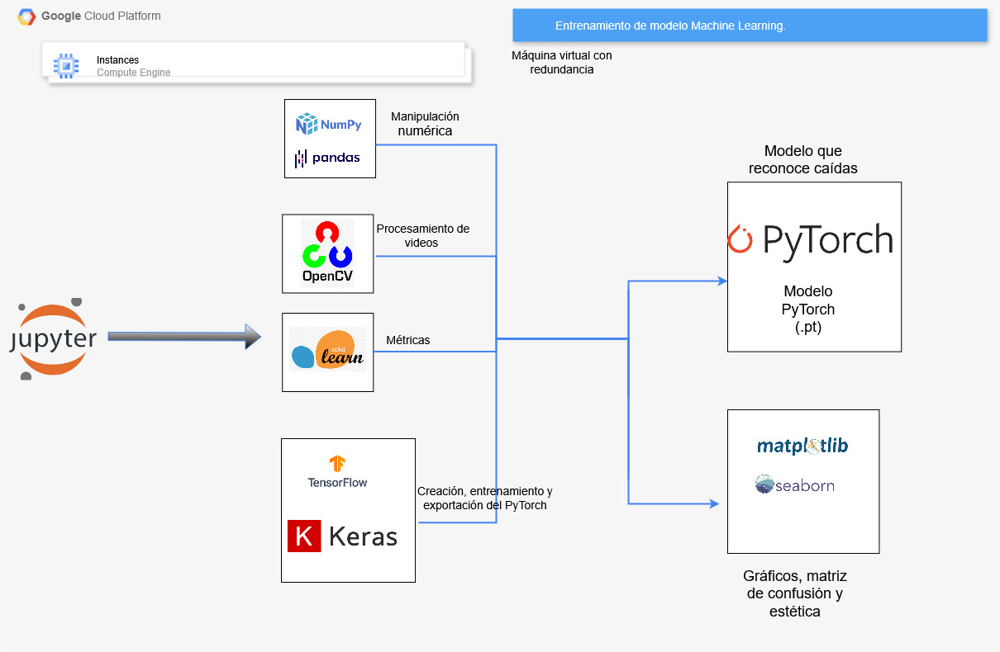 Google Cloud Platform
Entrenamiento de modelo Machine Learning.
Instances
Compute Engine
Máquina virtual con
redundancia
NumPy
pandas
Manipulación
numérica
OpenCV
Procesamiento de
videos
jupyter
scikit
learn
Métricas
TensorFlow
K Keras
Creación, entrenamiento y
exportación del PyTorch
Modelo que
reconoce caídas
PyTorch
Modelo
PyTorch
(.pt)
matplotlib
seaborn
Gráficos, matriz
de confusión y
estética